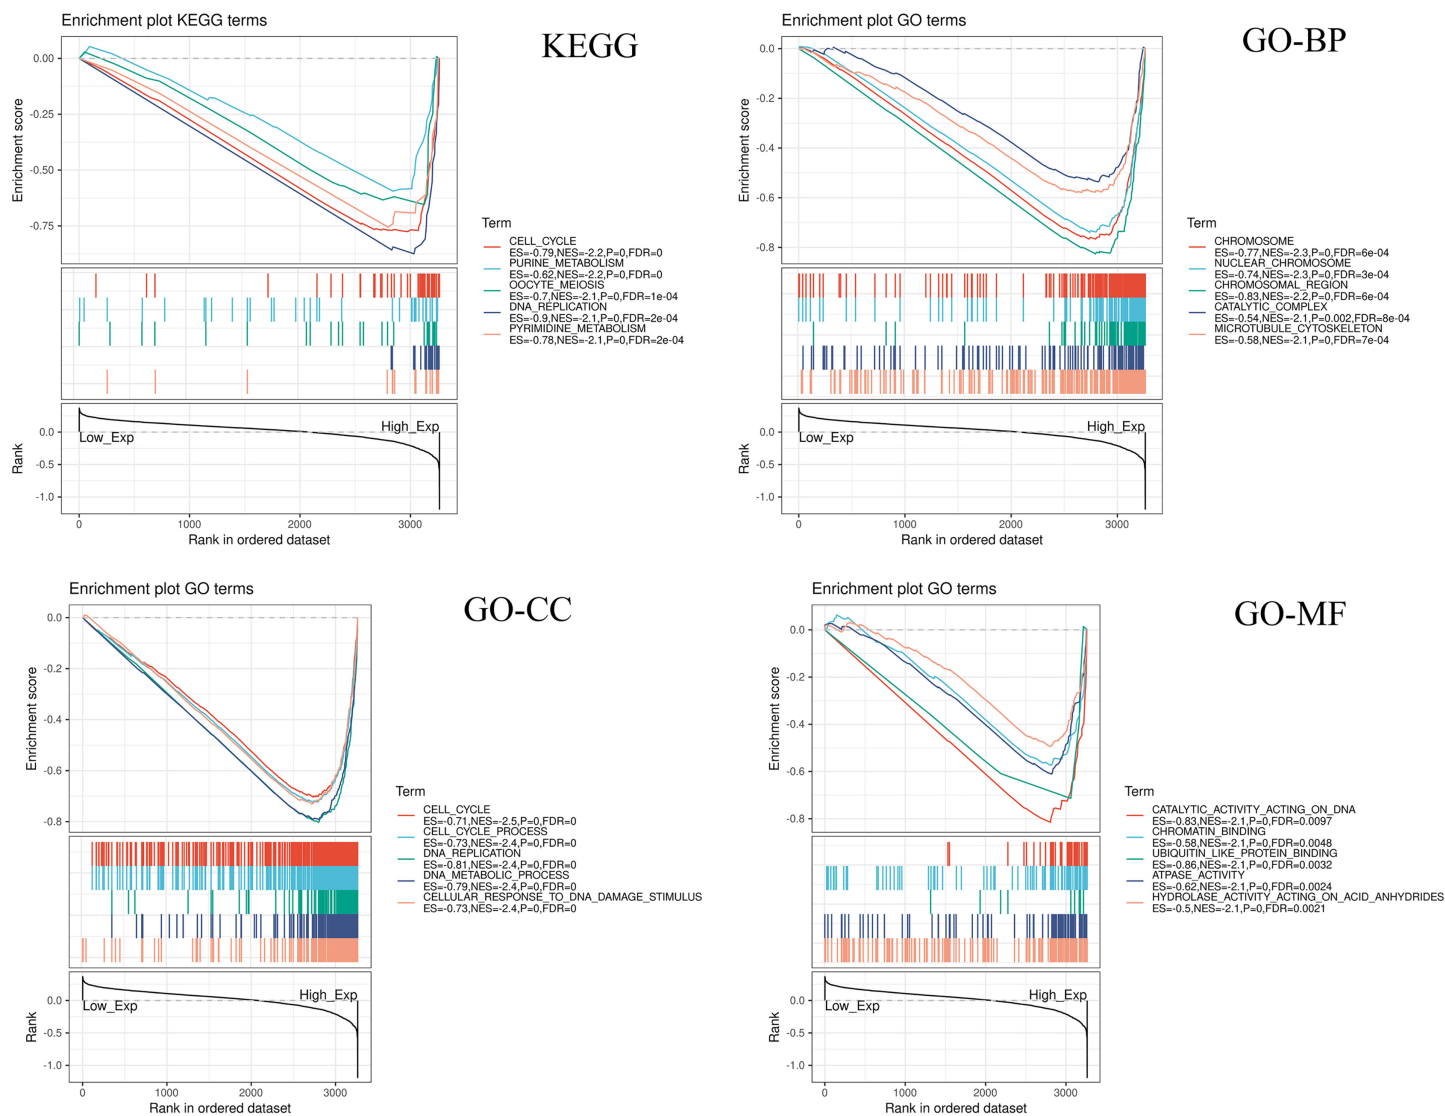 Enrichment plot KEGG terms
KEGG
0.00
-0.25
-0.50
-0.75
Enrichment score
Term
CELL_CYCLE
ES=-0.79,NES=-2.2,P=0,FDR=0
PURINE_METABOLISM
ES=-0.62,NES=-2.2,P=0,FDR=0
OOCYTE_MEIOSIS
ES=-0.7,NES=-2.1,P=0,FDR=1e-04
DNA_REPLICATION
ES=-0.9,NES=-2.1,P=0,FDR=2e-04
PYRIMIDINE_METABOLISM
ES=-0.78,NES=-2.1,P=0,FDR=2e-04
High_Exp
Low_Exp
0.0
-0.5
-1.0
Rank
0 1000 2000 3000
Rank in ordered dataset
Enrichment plot GO terms
GO-BP
0.0
-0.2
-0.4
-0.6
-0.8
Enrichment score
Term
CHROMOSOME
ES=-0.77,NES=-2.3,P=0,FDR=6e-04
NUCLEAR_CHROMOSOME
ES=-0.74,NES=-2.3,P=0,FDR=3e-04
CHROMOSOMAL_REGION
ES=-0.83,NES=-2.2,P=0,FDR=6e-04
CATALYTIC_COMPLEX
ES=-0.54,NES=-2.1,P=0.002,FDR=8e-04
MICROTUBULE_CYTOSKELETON
ES=-0.58,NES=-2.1,P=0,FDR=7e-04
High_Exp
Low_Exp
0.0
-0.5
-1.0
Rank
0 1000 2000 3000
Rank in ordered dataset
Enrichment plot GO terms
GO-CC
0.0
-0.2
-0.4
-0.6
-0.8
Enrichment score
Term
CELL_CYCLE
ES=-0.71,NES=-2.5,P=0,FDR=0
CELL_CYCLE_PROCESS
ES=-0.73,NES=-2.4,P=0,FDR=0
DNA_REPLICATION
ES=-0.81,NES=-2.4,P=0,FDR=0
DNA_METABOLIC_PROCESS
ES=-0.79,NES=-2.4,P=0,FDR=0
CELLULAR_RESPONSE_TO_DNA_DAMAGE_STIMULUS
ES=-0.73,NES=-2.4,P=0,FDR=0
High_Exp
Low_Exp
0.0
-0.5
-1.0
Rank
0 1000 2000 3000
Rank in ordered dataset
Enrichment plot GO terms
GO-MF
0.0
-0.2
-0.4
-0.6
-0.8
Enrichment score
Term
CATALYTIC_ACTIVITY_ACTING_ON_DNA
ES=-0.83,NES=-2.1,P=0,FDR=0.0097
CHROMATIN_BINDING
ES=-0.58,NES=-2.1,P=0,FDR=0.0048
UBIQUITIN_LIKE_PROTEIN_BINDING
ES=-0.86,NES=-2.1,P=0,FDR=0.0032
ATPASE_ACTIVITY
ES=-0.62,NES=-2.1,P=0,FDR=0.0024
HYDROLASE_ACTIVITY_ACTING_ON_ACID_ANHYDRIDES
ES=-0.5,NES=-2.1,P=0,FDR=0.0021
High_Exp
Low_Exp
0.0
-0.5
-1.0
Rank
0 1000 2000 3000
Rank in ordered dataset